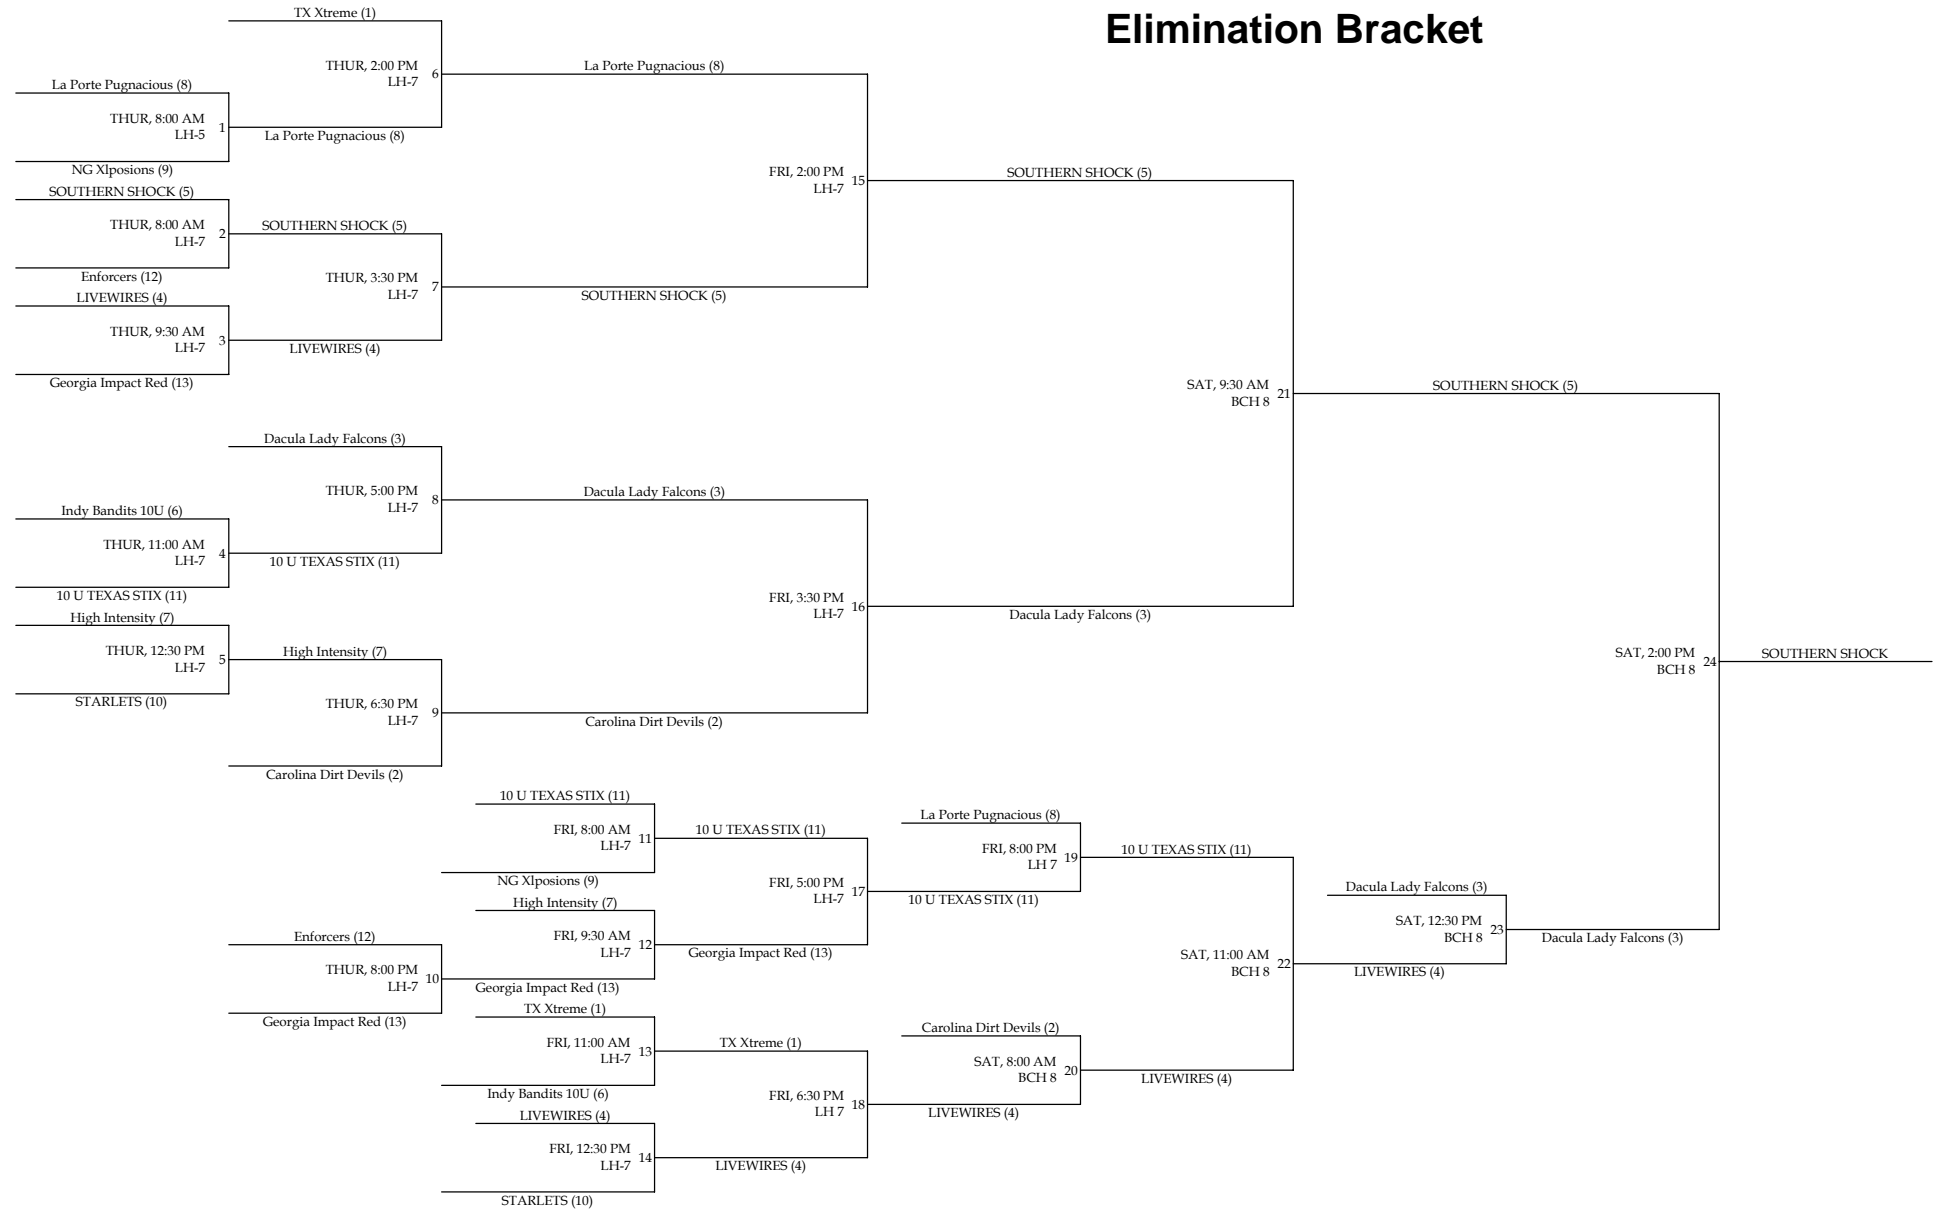 Elimination Bracket
TX Xtreme (1)
THUR, 2:00 PM
LH-7
6
La Porte Pugnacious (8)
La Porte Pugnacious (8)
THUR, 8:00 AM
LH-5
1
La Porte Pugnacious (8)
NG Xlposions (9)
SOUTHERN SHOCK (5)
THUR, 8:00 AM
LH-7
2
SOUTHERN SHOCK (5)
Enforcers (12)
LIVEWIRES (4)
THUR, 3:30 PM
LH-7
7
SOUTHERN SHOCK (5)
THUR, 9:30 AM
LH-7
3
LIVEWIRES (4)
Georgia Impact Red (13)
FRI, 2:00 PM
LH-7
15
SOUTHERN SHOCK (5)
SAT, 9:30 AM
BCH 8
21
SOUTHERN SHOCK (5)
Dacula Lady Falcons (3)
THUR, 5:00 PM
LH-7
8
Dacula Lady Falcons (3)
Indy Bandits 10U (6)
THUR, 11:00 AM
LH-7
4
10 U TEXAS STIX (11)
10 U TEXAS STIX (11)
High Intensity (7)
THUR, 12:30 PM
LH-7
5
High Intensity (7)
STARLETS (10)
THUR, 6:30 PM
LH-7
9
Carolina Dirt Devils (2)
Carolina Dirt Devils (2)
FRI, 3:30 PM
LH-7
16
Dacula Lady Falcons (3)
SAT, 2:00 PM
BCH 8
24
SOUTHERN SHOCK
10 U TEXAS STIX (11)
FRI, 8:00 AM
LH-7
11
10 U TEXAS STIX (11)
NG Xlposions (9)
High Intensity (7)
FRI, 9:30 AM
LH-7
12
Georgia Impact Red (13)
Enforcers (12)
THUR, 8:00 PM
LH-7
10
Georgia Impact Red (13)
Georgia Impact Red (13)
FRI, 5:00 PM
LH-7
17
10 U TEXAS STIX (11)
La Porte Pugnacious (8)
FRI, 8:00 PM
LH 7
19
10 U TEXAS STIX (11)
TX Xtreme (1)
FRI, 11:00 AM
LH-7
13
TX Xtreme (1)
Indy Bandits 10U (6)
LIVEWIRES (4)
FRI, 12:30 PM
LH-7
14
LIVEWIRES (4)
STARLETS (10)
FRI, 6:30 PM
LH 7
18
LIVEWIRES (4)
Carolina Dirt Devils (2)
SAT, 8:00 AM
BCH 8
20
LIVEWIRES (4)
SAT, 11:00 AM
BCH 8
22
LIVEWIRES (4)
Dacula Lady Falcons (3)
SAT, 12:30 PM
BCH 8
23
Dacula Lady Falcons (3)